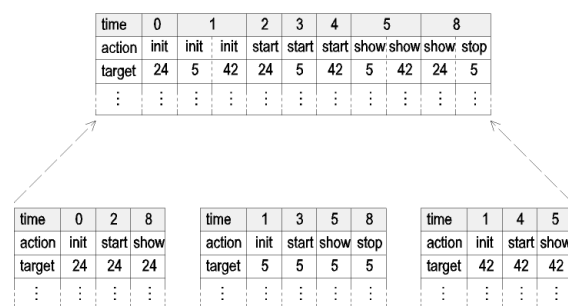 time 0 1 2 3 4 5 8
action init init init start start start show show show stop
target 24 5 42 24 5 42 5 42 24 5
time 0 2 8
action init start show
target 24 24 24
time 1 3 5 8
action init start show stop
target 5 5 5 5
time 1 4 5
action init start show
target 42 42 42